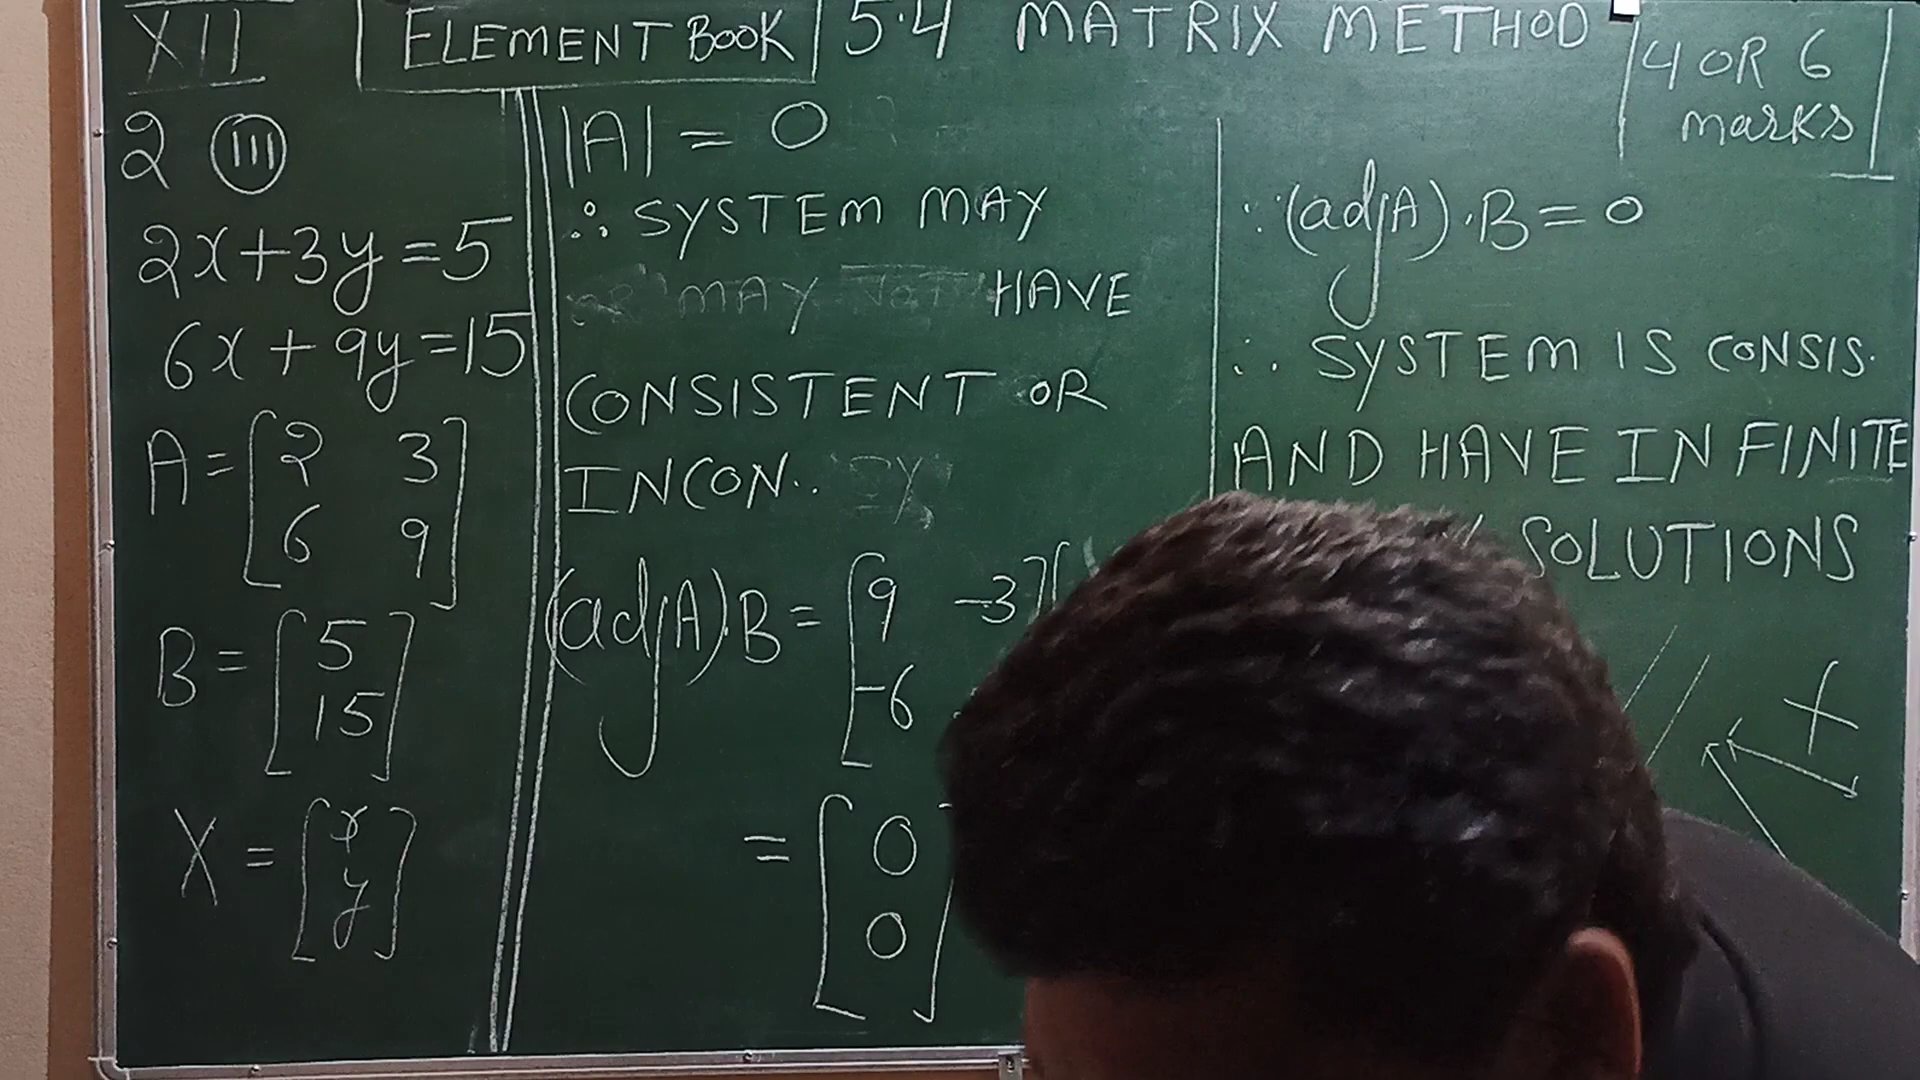 XII ELEMENT BOOK 5.4 MATRIX METHOD 4 OR 6
marks
2 (III)
2x+3y=5
6x+9y=15
A=[2 3
6 9]
B=[5
15]
X=[x
y]
|A| = 0
∴ SYSTEM MAY
OR MAY NOT HAVE
CONSISTENT OR
INCON..
(adjA).B=[9 -3][
-6
=[0
0]
∵(adjA).B=0
∴ SYSTEM IS CONSIS.
AND HAVE INFINITE
SOLUTIONS